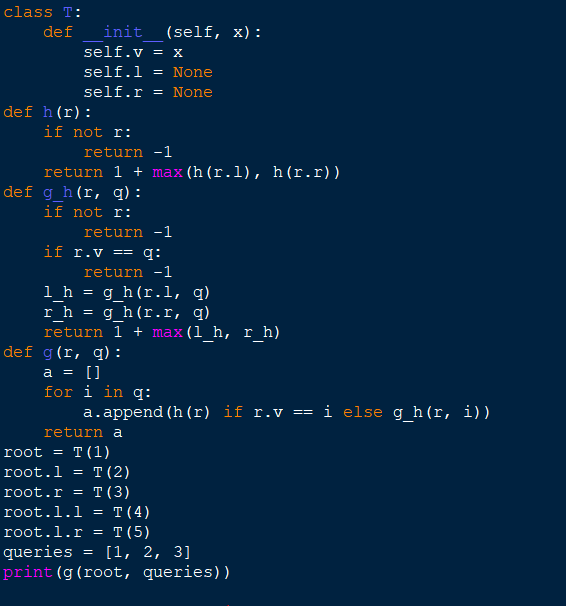 class T:
    def __init__(self, x):
        self.v = x
        self.l = None
        self.r = None
def h(r):
    if not r:
        return -1
    return 1 + max(h(r.l), h(r.r))
def g_h(r, q):
    if not r:
        return -1
    if r.v == q:
        return -1
    l_h = g_h(r.l, q)
    r_h = g_h(r.r, q)
    return 1 + max(l_h, r_h)
def g(r, q):
    a = []
    for i in q:
        a.append(h(r) if r.v == i else g_h(r, i))
    return a
root = T(1)
root.l = T(2)
root.r = T(3)
root.l.l = T(4)
root.l.r = T(5)
queries = [1, 2, 3]
print(g(root, queries))